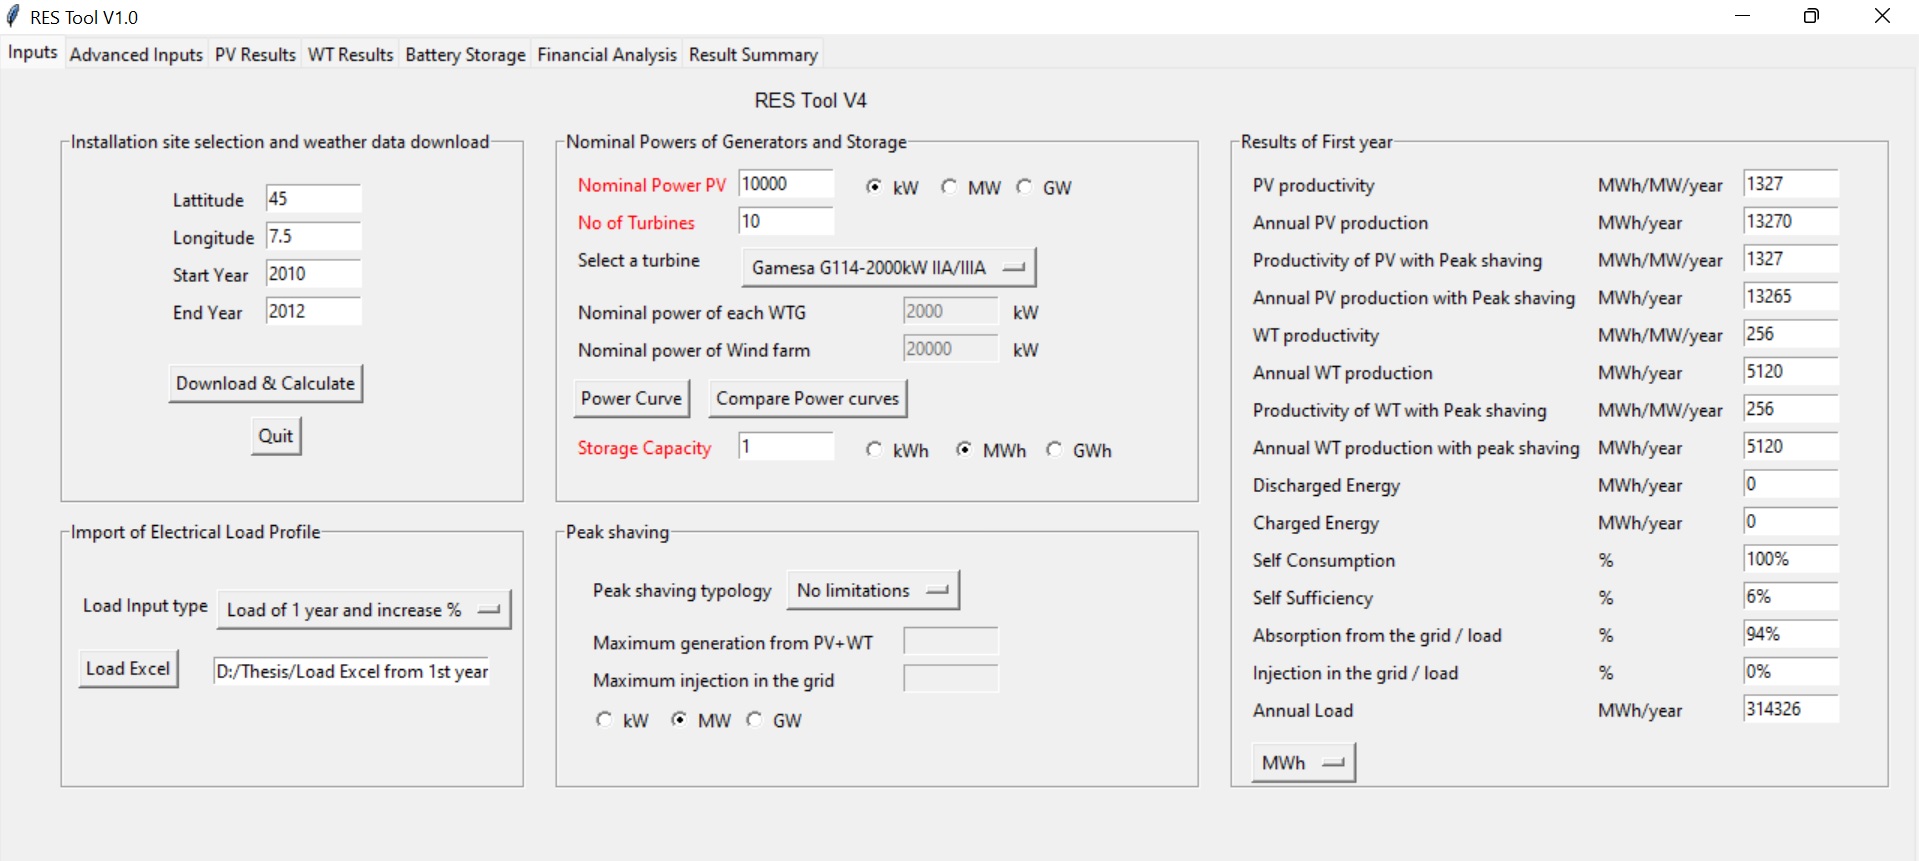 RES Tool V1.0
Inputs Advanced Inputs PV Results WT Results Battery Storage Financial Analysis Result Summary
RES Tool V4
Installation site selection and weather data download
Lattitude 45
Longitude 7.5
Start Year 2010
End Year 2012
Download & Calculate
Quit
Import of Electrical Load Profile
Load Input type Load of 1 year and increase %
Load Excel D:/Thesis/Load Excel from 1st year
Nominal Powers of Generators and Storage
Nominal Power PV 10000 kW MW GW
No of Turbines 10
Select a turbine Gamesa G114-2000kW IIA/IIIA
Nominal power of each WTG 2000 kW
Nominal power of Wind farm 20000 kW
Power Curve Compare Power curves
Storage Capacity 1 kWh MWh GWh
Peak shaving
Peak shaving typology No limitations
Maximum generation from PV+WT
Maximum injection in the grid
kW MW GW
Results of First year
PV productivity MWh/MW/year 1327
Annual PV production MWh/year 13270
Productivity of PV with Peak shaving MWh/MW/year 1327
Annual PV production with Peak shaving MWh/year 13265
WT productivity MWh/MW/year 256
Annual WT production MWh/year 5120
Productivity of WT with Peak shaving MWh/MW/year 256
Annual WT production with peak shaving MWh/year 5120
Discharged Energy MWh/year 0
Charged Energy MWh/year 0
Self Consumption % 100%
Self Sufficiency % 6%
Absorption from the grid / load % 94%
Injection in the grid / load % 0%
Annual Load MWh/year 314326
MWh